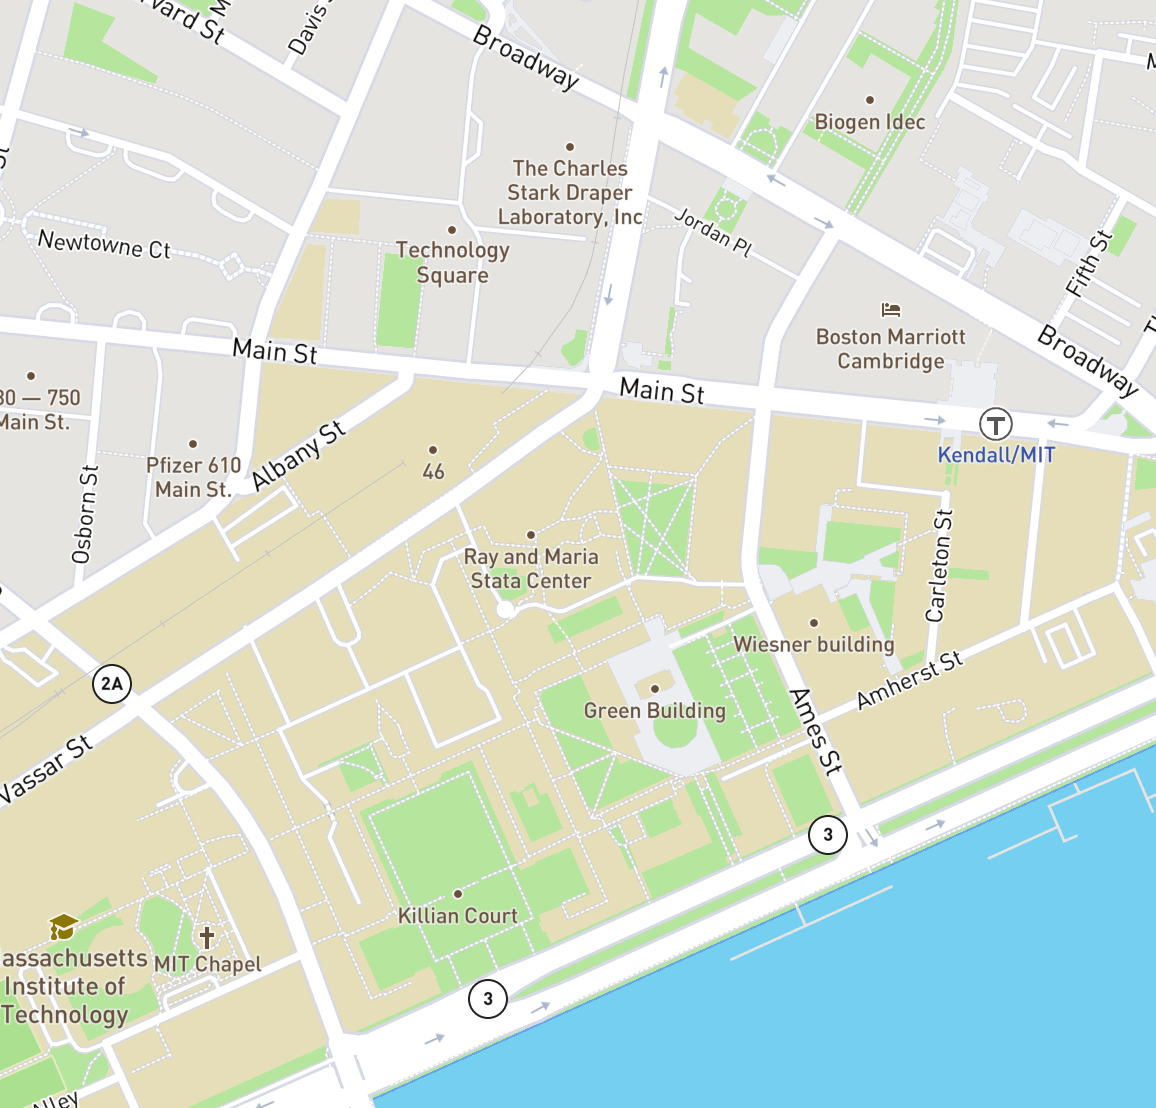 Broadway
Davis
Biogen Idec
The Charles
Stark Draper
Laboratory, Inc
Jordan Pl
Newtowne Ct
Technology
Square
Fifth St
Boston Marriott
Cambridge
Broadway
Main St
Main St
Main St.
Pfizer 610
Main St.
Albany St
46
Kendall/MIT
Osborn St
Ray and Maria
Stata Center
Carleton St
Wiesner building
2A
Green Building
Amherst St
Ames St
Vassar St
3
Killian Court
MIT Chapel
assachusetts
Institute of
Technology
3
Alley